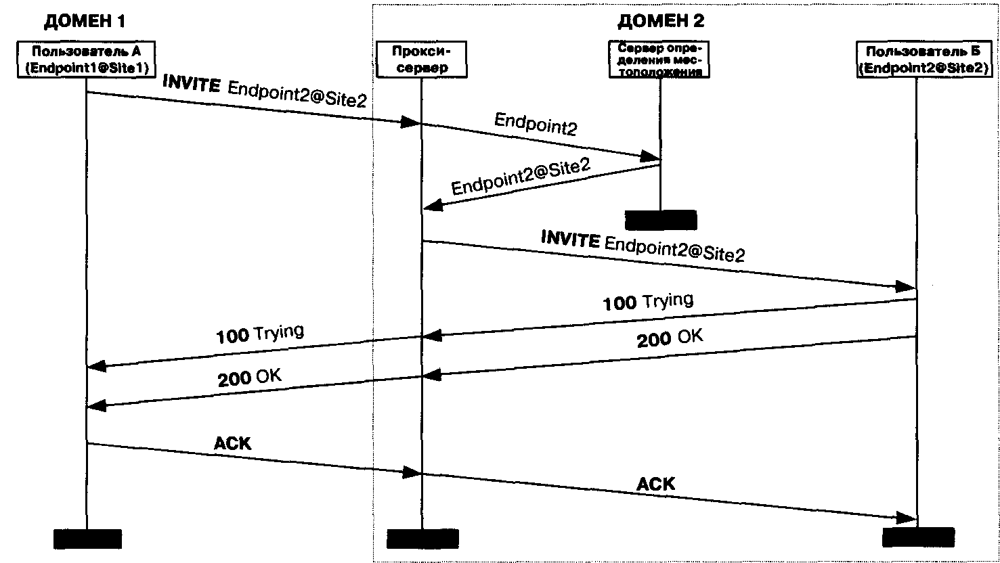 ДОМЕН 1
ДОМЕН 2
Пользователь А
(Endpoint1@Site1)
Прокси-
сервер
Сервер опре-
деления мес-
тоположения
Пользователь Б
(Endpoint2@Site2)
INVITE Endpoint2@Site2
Endpoint2
Endpoint2@Site2
INVITE Endpoint2@Site2
100 Trying
100 Trying
200 OK
200 OK
ACK
ACK